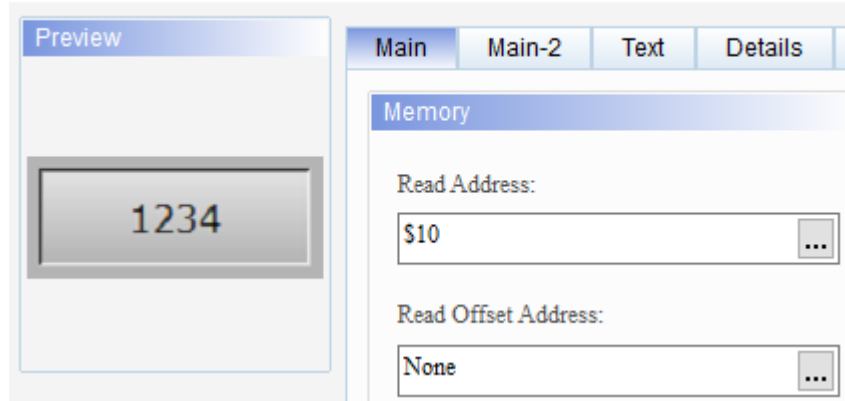 Preview
1234
Main Main-2 Text Details
Memory
Read Address:
$10
...
Read Offset Address:
None
...